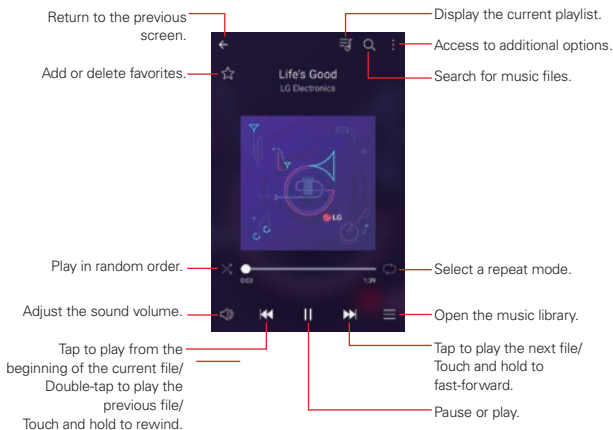 Return to the previous
screen.
Add or delete favorites.
Play in random order.
Adjust the sound volume.
Tap to play from the
beginning of the current file/
Double-tap to play the
previous file/
Touch and hold to rewind.
Life's Good
LG Electronics
LG
0:03
1:39
Display the current playlist.
Access to additional options.
Search for music files.
Select a repeat mode.
Open the music library.
Tap to play the next file/
Touch and hold to
fast-forward.
Pause or play.